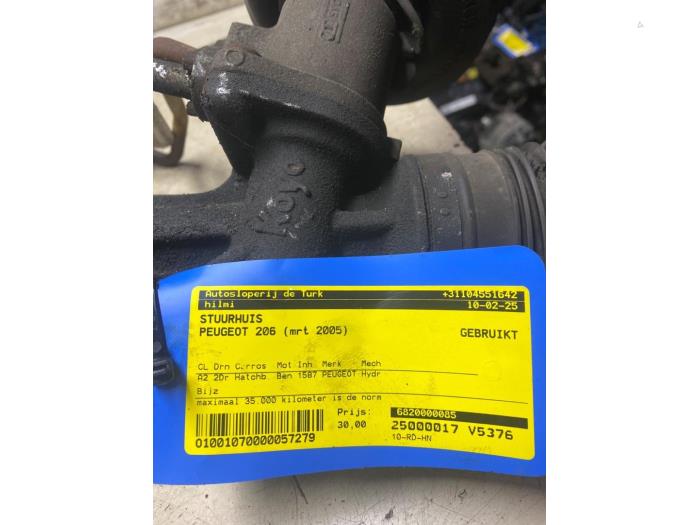 Koyo
Autosloperij de Turk +31104551642
hilmi 10-02-25
STUURHUIS
PEUGEOT 206 (mrt 2005) GEBRUIKT
CL Drn Carros Mot Inh Merk Mech
A2 2Dr Hatchb. Ben 1587 PEUGEOT Hydr
Bijz
maximaal 35.000 kilometer is de norm
Prijs: 6820000085
30,00 25000017 V5376
O1001070000057279 10-RD-HN